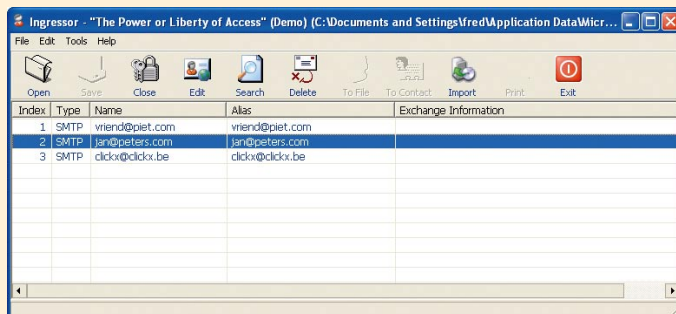 Ingressor - "The Power or Liberty of Access" (Demo) (C:\Documents and Settings\fred\Application Data\Micr...
File Edit Tools Help
Open Save Close Edit Search Delete To File To Contact Import Print Exit
Index Type Name Alias Exchange Information
1 SMTP vriend@piet.com vriend@piet.com
2 SMTP jan@peters.com jan@peters.com
3 SMTP clickx@clickx.be clickx@clickx.be